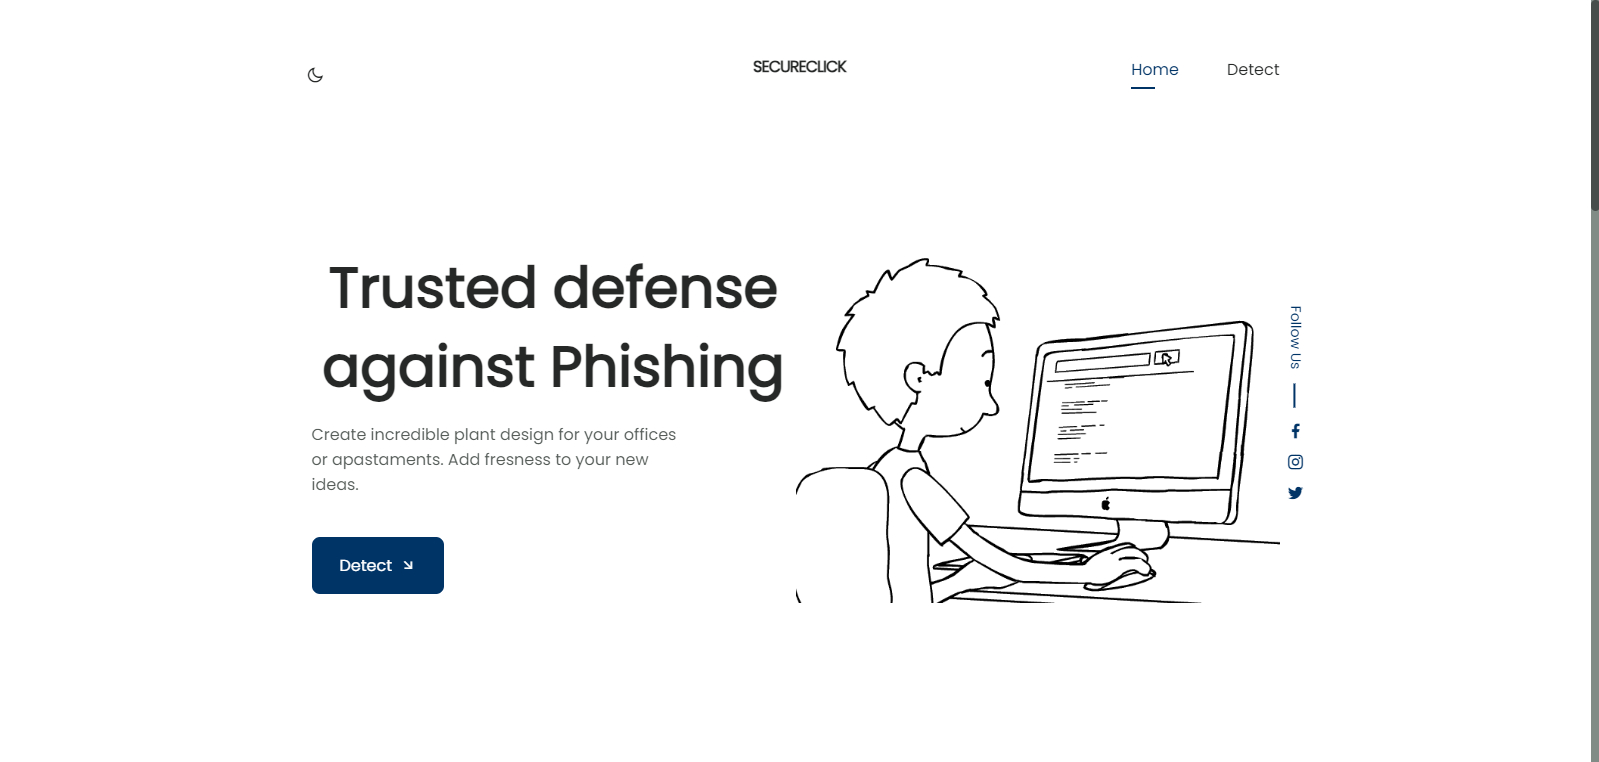 SECURECLICK
Home
Detect
Trusted defense
against Phishing
Create incredible plant design for your offices
or apastaments. Add fresness to your new
ideas.
Detect
Follow Us